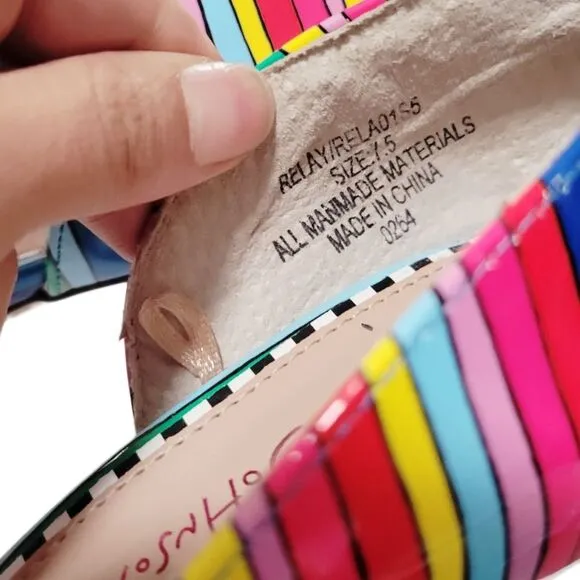 RELAY/RELA01S5
SIZE:7.5
ALL MANMADE MATERIALS
MADE IN CHINA
0264